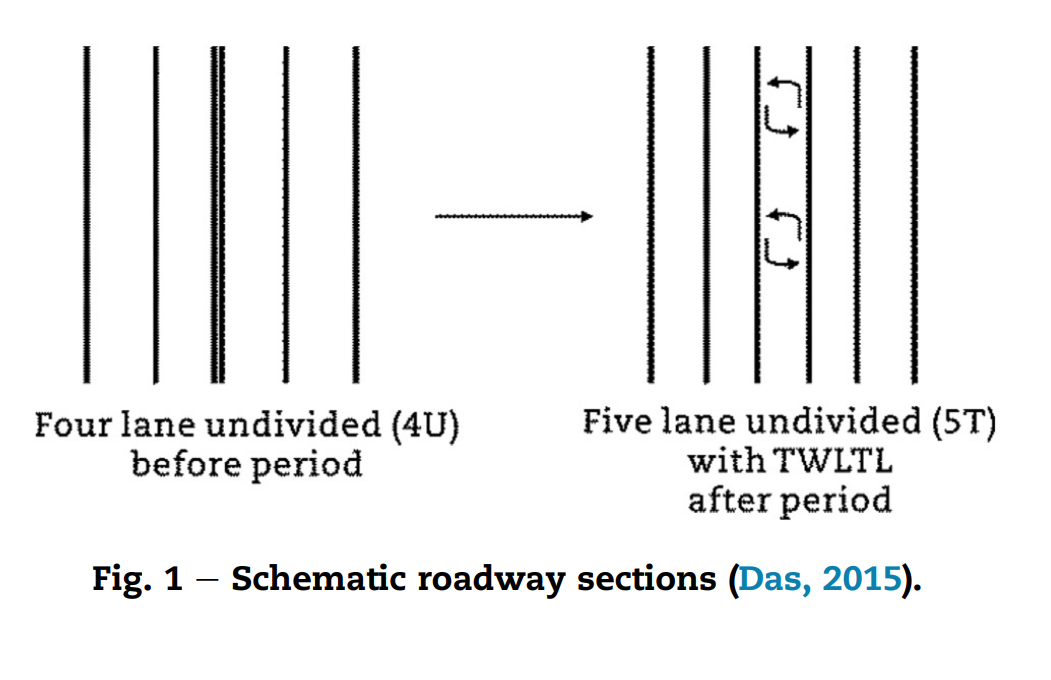 Four lane undivided (4U)
before period
Five lane undivided (5T)
with TWLTL
after period
Fig. 1 – Schematic roadway sections (Das, 2015).